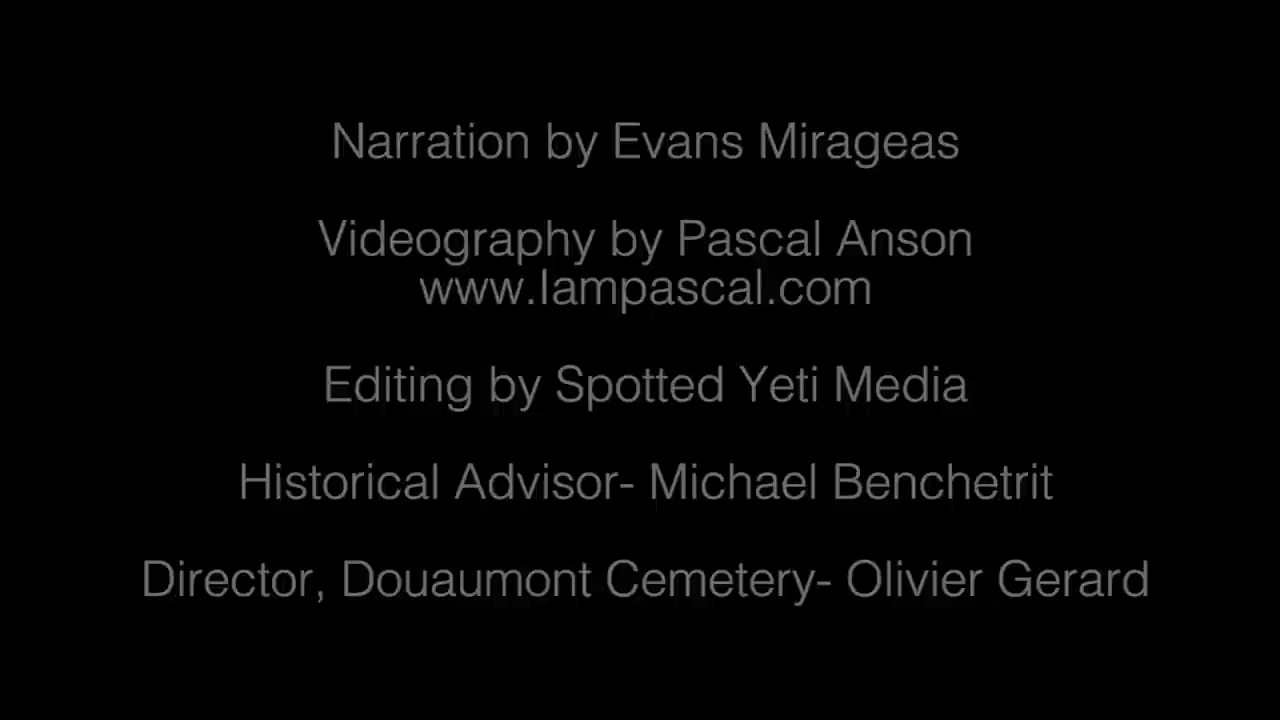 Narration by Evans Mirageas
Videography by Pascal Anson
www.Iampascal.com
Editing by Spotted Yeti Media
Historical Advisor- Michael Benchetrit
Director, Douaumont Cemetery- Olivier Gerard